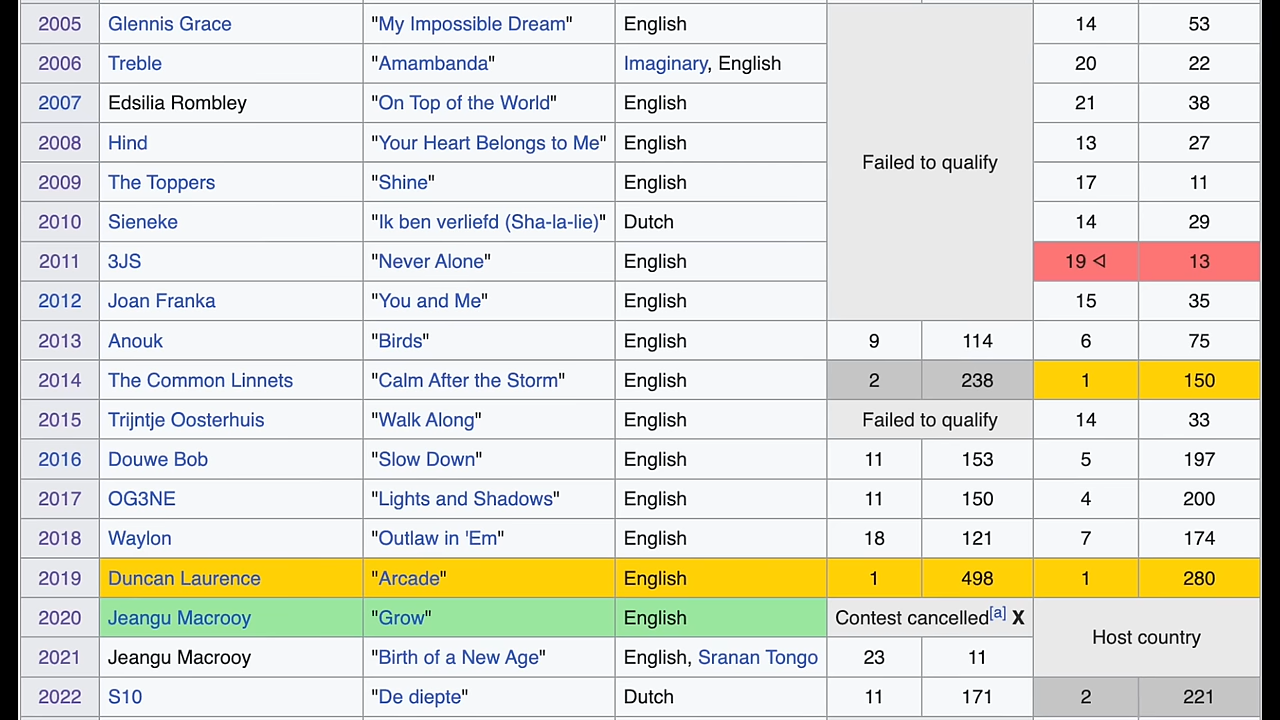 2005 Glennis Grace "My Impossible Dream" English 14 53
2006 Treble "Amambanda" Imaginary, English 20 22
2007 Edsilia Rombley "On Top of the World" English 21 38
2008 Hind "Your Heart Belongs to Me" English 13 27
Failed to qualify
2009 The Toppers "Shine" English 17 11
2010 Sieneke "Ik ben verliefd (Sha-la-lie)" Dutch 14 29
2011 3JS "Never Alone" English 19 ◁ 13
2012 Joan Franka "You and Me" English 15 35
2013 Anouk "Birds" English 9 114 6 75
2014 The Common Linnets "Calm After the Storm" English 2 238 1 150
2015 Trijntje Oosterhuis "Walk Along" English Failed to qualify 14 33
2016 Douwe Bob "Slow Down" English 11 153 5 197
2017 OG3NE "Lights and Shadows" English 11 150 4 200
2018 Waylon "Outlaw in 'Em" English 18 121 7 174
2019 Duncan Laurence "Arcade" English 1 498 1 280
2020 Jeangu Macrooy "Grow" English Contest cancelled[a] X
Host country
2021 Jeangu Macrooy "Birth of a New Age" English, Sranan Tongo 23 11
2022 S10 "De diepte" Dutch 11 171 2 221